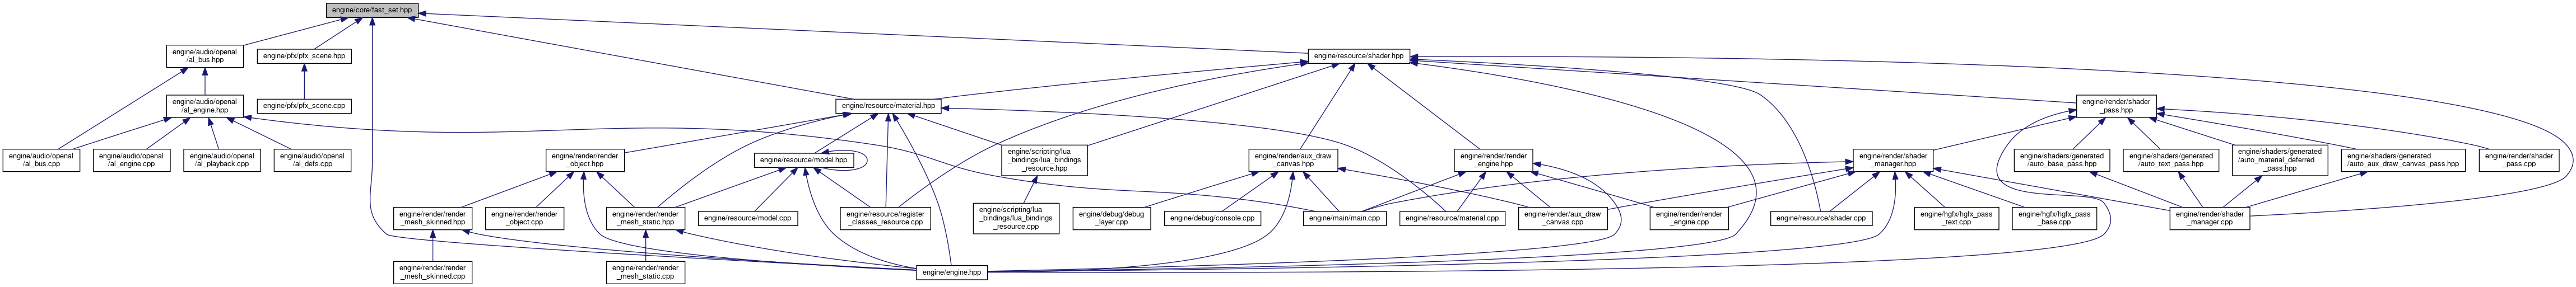 engine/core/fast_set.hpp
engine/audio/openal
/al_bus.hpp
engine/pfx/pfx_scene.hpp
engine/resource/shader.hpp
engine/audio/openal
/al_engine.hpp
engine/pfx/pfx_scene.cpp
engine/resource/material.hpp
engine/render/shader
_pass.hpp
engine/audio/openal
/al_bus.cpp
engine/audio/openal
/al_engine.cpp
engine/audio/openal
/al_playback.cpp
engine/audio/openal
/al_defs.cpp
engine/render/render
_object.hpp
engine/resource/model.hpp
engine/scripting/lua
_bindings/lua_bindings
_resource.hpp
engine/render/aux_draw
_canvas.hpp
engine/render/render
_engine.hpp
engine/render/shader
_manager.hpp
engine/shaders/generated
/auto_base_pass.hpp
engine/shaders/generated
/auto_text_pass.hpp
engine/shaders/generated
/auto_material_deferred
_pass.hpp
engine/shaders/generated
/auto_aux_draw_canvas_pass.hpp
engine/render/shader
_pass.cpp
engine/render/render
_mesh_skinned.hpp
engine/render/render
_object.cpp
engine/render/render
_mesh_static.hpp
engine/resource/model.cpp
engine/resource/register
_classes_resource.cpp
engine/scripting/lua
_bindings/lua_bindings
_resource.cpp
engine/debug/debug
_layer.cpp
engine/debug/console.cpp
engine/main/main.cpp
engine/resource/material.cpp
engine/render/aux_draw
_canvas.cpp
engine/render/render
_engine.cpp
engine/resource/shader.cpp
engine/hgfx/hgfx_pass
_text.cpp
engine/hgfx/hgfx_pass
_base.cpp
engine/render/shader
_manager.cpp
engine/render/render
_mesh_skinned.cpp
engine/render/render
_mesh_static.cpp
engine/engine.hpp